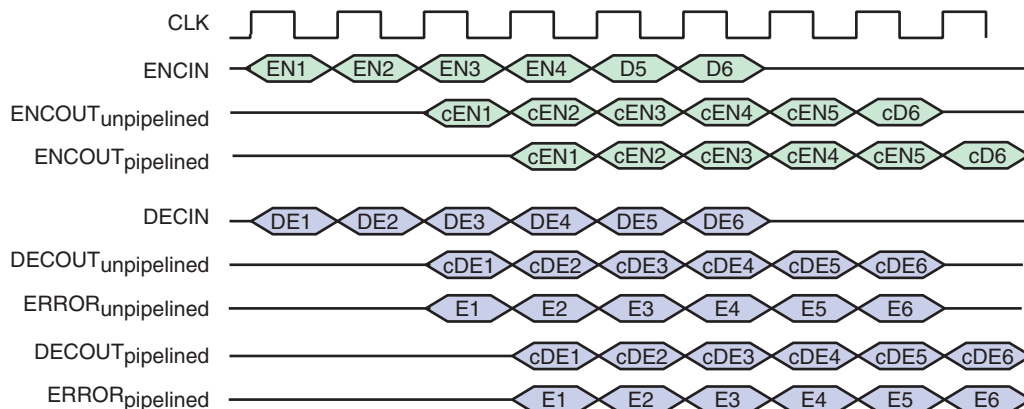 CLK
ENCIN EN1 EN2 EN3 EN4 D5 D6
ENCOUTunpipelined cEN1 cEN2 cEN3 cEN4 cEN5 cD6
ENCOUTpipelined cEN1 cEN2 cEN3 cEN4 cEN5 cD6
DECIN DE1 DE2 DE3 DE4 DE5 DE6
DECOUTunpipelined cDE1 cDE2 cDE3 cDE4 cDE5 cDE6
ERRORunpipelined E1 E2 E3 E4 E5 E6
DECOUTpipelined cDE1 cDE2 cDE3 cDE4 cDE5 cDE6
ERRORpipelined E1 E2 E3 E4 E5 E6